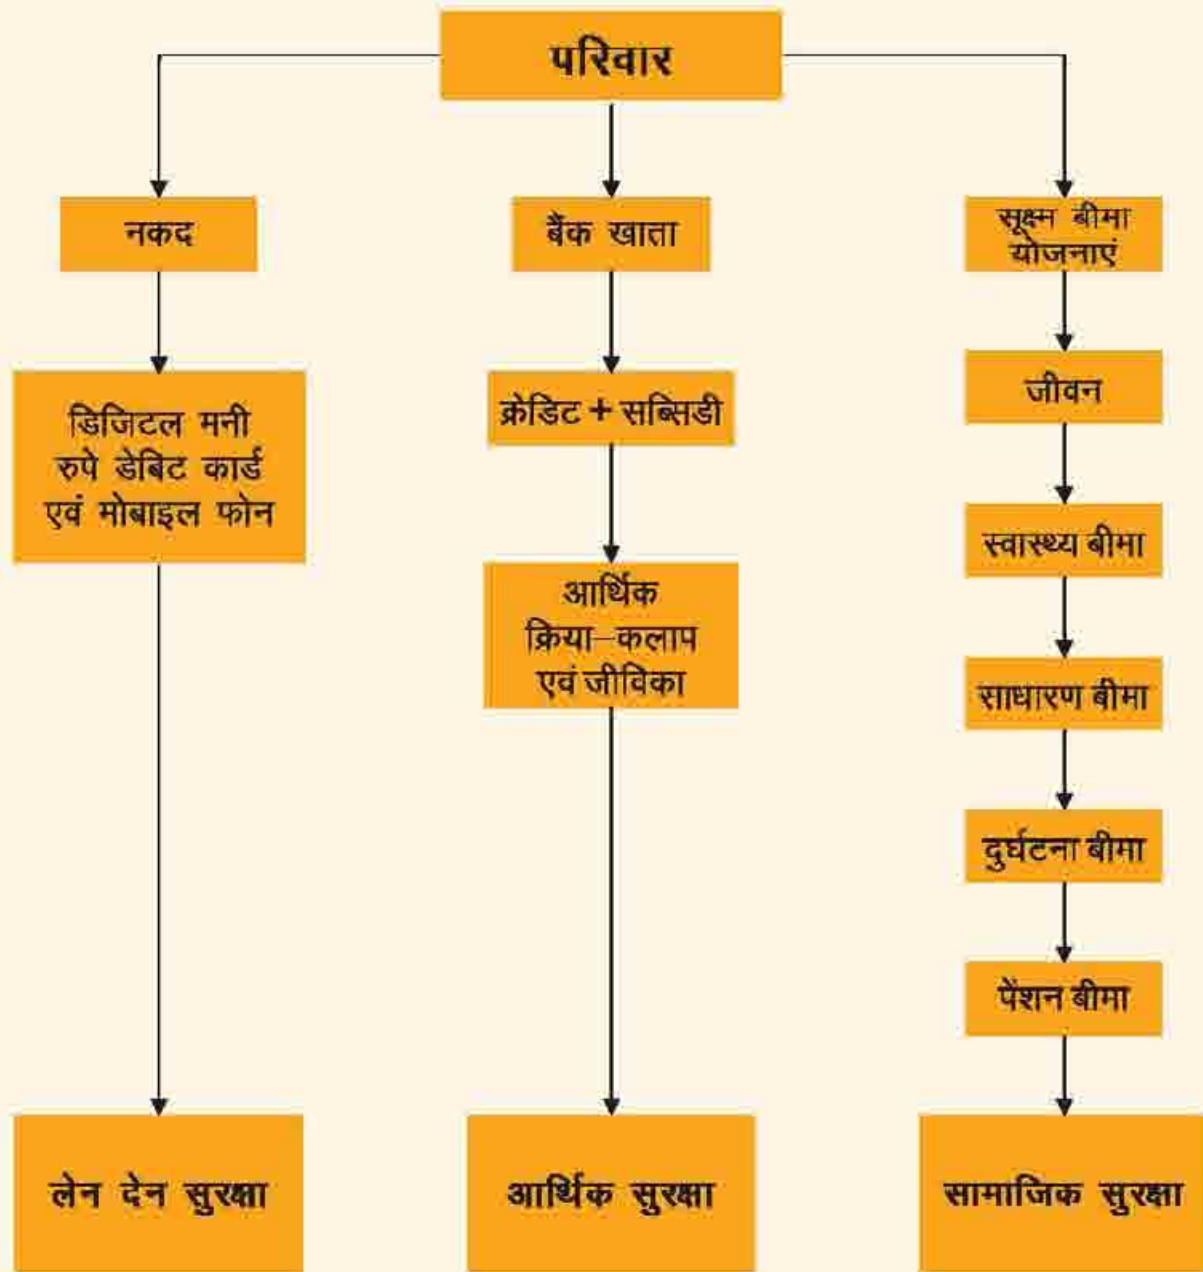 परिवार
नकद
डिजिटल मनी
रुपे डेबिट कार्ड
एवं मोबाइल फोन
लेन देन सुरक्षा
बैंक खाता
क्रेडिट + सब्सिडी
आर्थिक
क्रिया–कलाप
एवं जीविका
आर्थिक सुरक्षा
सूक्ष्म बीमा
योजनाएं
जीवन
स्वास्थ्य बीमा
साधारण बीमा
दुर्घटना बीमा
पेंशन बीमा
सामाजिक सुरक्षा